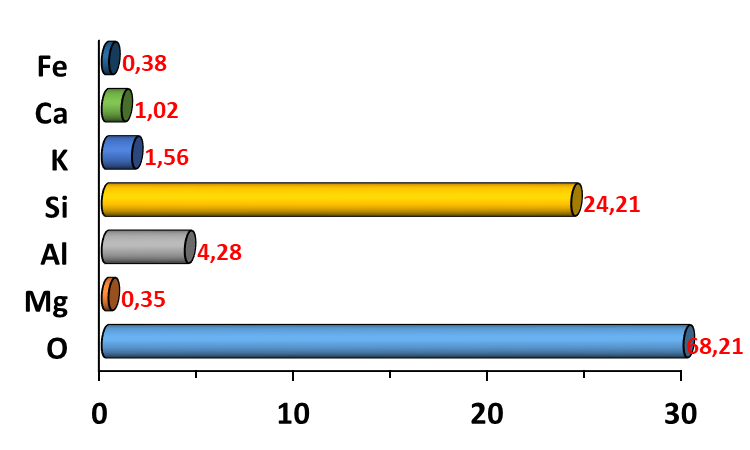 Fe 0,38
Ca 1,02
K 1,56
Si 24,21
Al 4,28
Mg 0,35
O 68,21
0 10 20 30